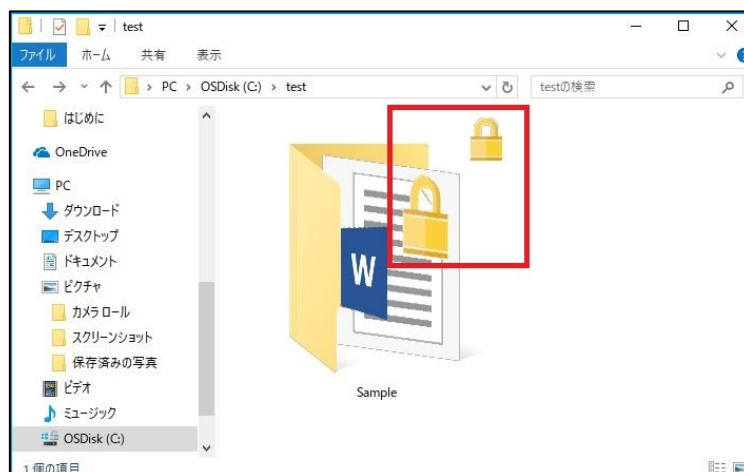 test
ファイル ホーム 共有 表示
PC > OSDisk (C:) > test
testの検索
はじめに
OneDrive
PC
ダウンロード
デスクトップ
ドキュメント
ピクチャ
カメラ ロール
スクリーンショット
保存済みの写真
ビデオ
ミュージック
OSDisk (C:)
W
Sample
1 個の項目